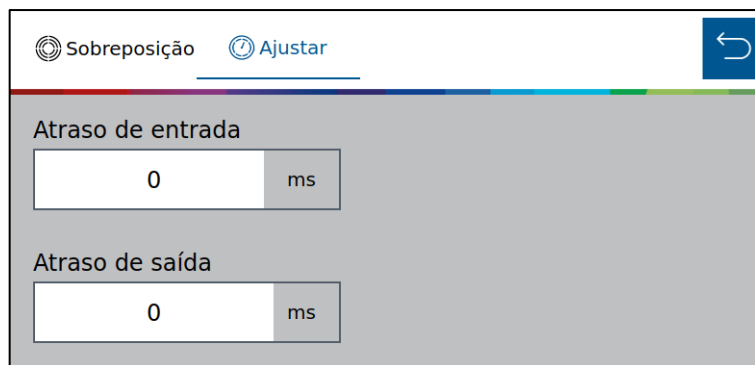 Sobreposição
Ajustar
Atraso de entrada
0 ms
Atraso de saída
0 ms